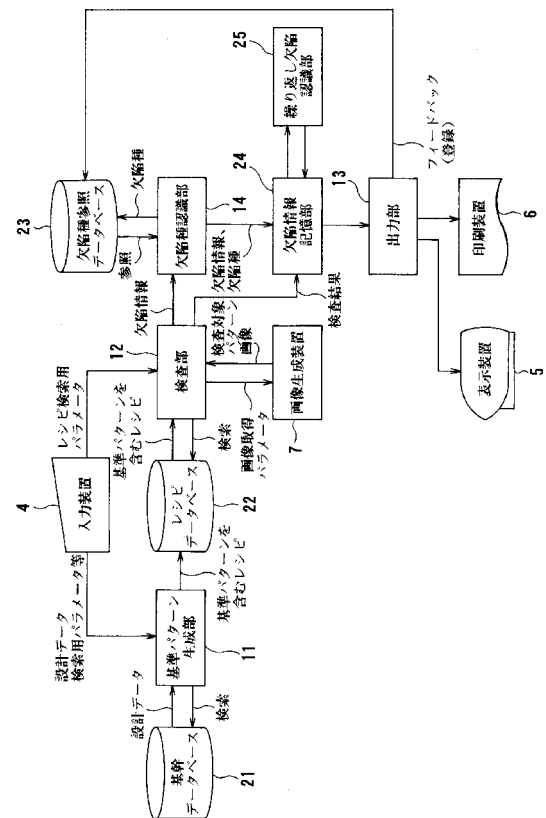 4
入力装置
設計データ
検索用パラメータ等
レシピ検索用
パラメータ
21
基幹
データベース
設計データ
検索
11
基準パターン
生成部
基準パターンを
含むレシピ
22
レシピ
データベース
基準パターンを
含むレシピ
検索
12
検査部
画像取得
パラメータ
検査対象
パターン
画像
7
画像生成装置
欠陥情報
検査結果
23
欠陥種参照
データベース
参照
欠陥種
14
欠陥種認識部
欠陥情報、
欠陥種
24
欠陥情報
記憶部
25
繰り返し欠陥
認識部
13
出力部
フィードバック
(登録)
5
表示装置
6
印刷装置